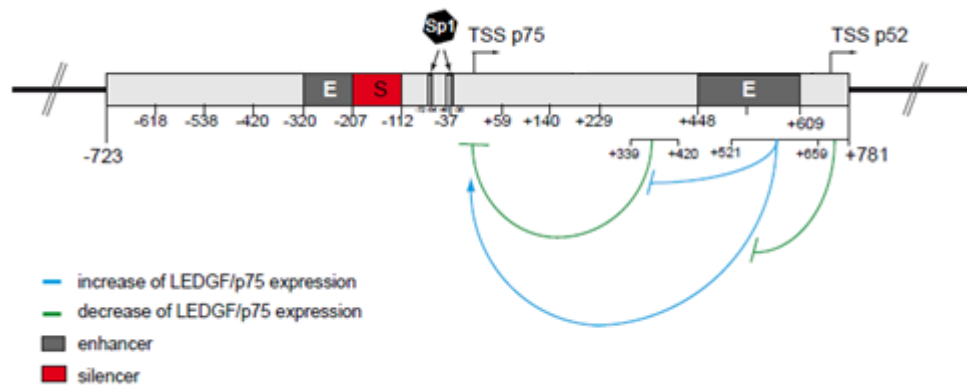 Sp1
TSS p75
TSS p52
E
S
E
-618
-538
-420
-320
-207
-112
-37
+59
+140
+229
+448
+609
-723
+339
+420
+521
+659
+781
increase of LEDGF/p75 expression
decrease of LEDGF/p75 expression
enhancer
silencer